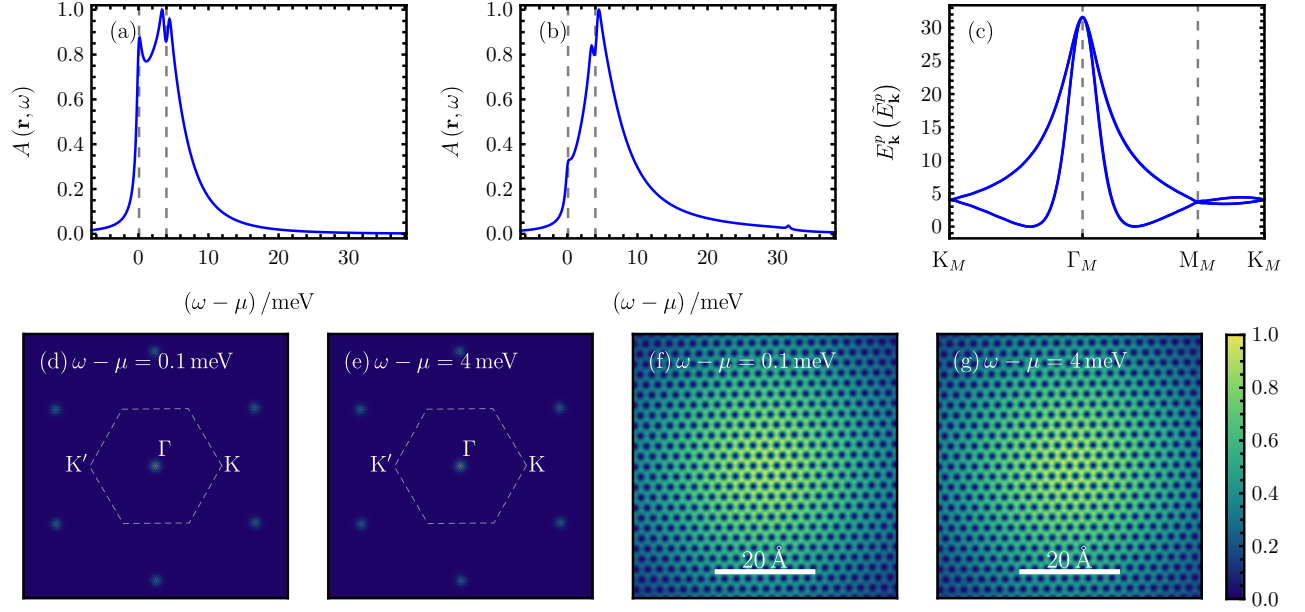 (a)
A (r, ω)
1.0
0.8
0.6
0.4
0.2
0.0
0 10 20 30
(ω − μ) /meV
(b)
A (r, ω)
1.0
0.8
0.6
0.4
0.2
0.0
0 10 20 30
(ω − μ) /meV
(c)
E_k^p (Ẽ_k^p)
30
25
20
15
10
5
0
K_M Γ_M M_M K_M
(d) ω − μ = 0.1 meV
K′ Γ K
(e) ω − μ = 4 meV
K′ Γ K
(f) ω − μ = 0.1 meV
20 Å
(g) ω − μ = 4 meV
20 Å
1.0
0.8
0.6
0.4
0.2
0.0